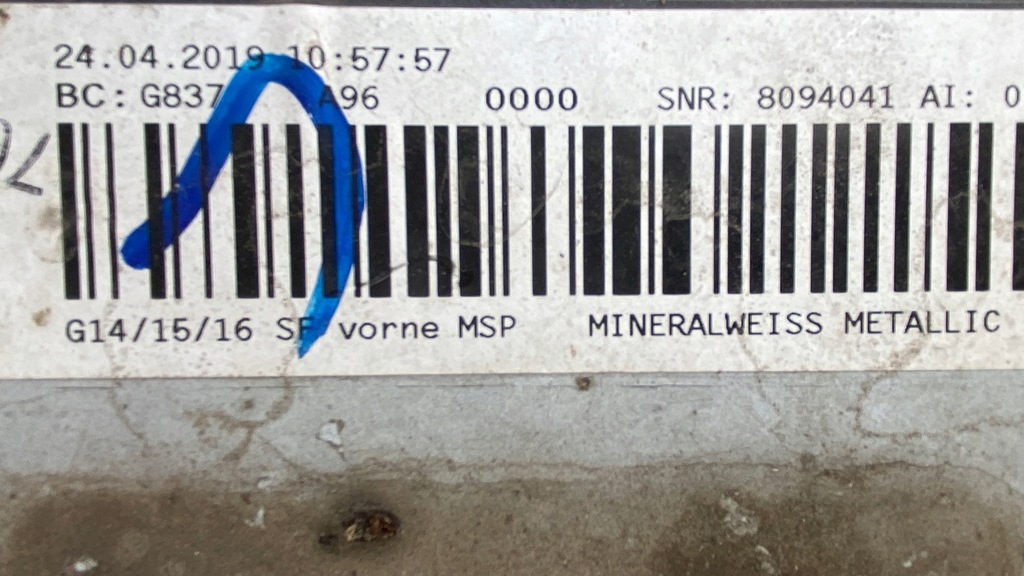 24.04.2019 10:57:57
BC: G837 A96 0000 SNR: 8094041 AI: 0
G14/15/16 SF vorne MSP MINERALWEISS METALLIC